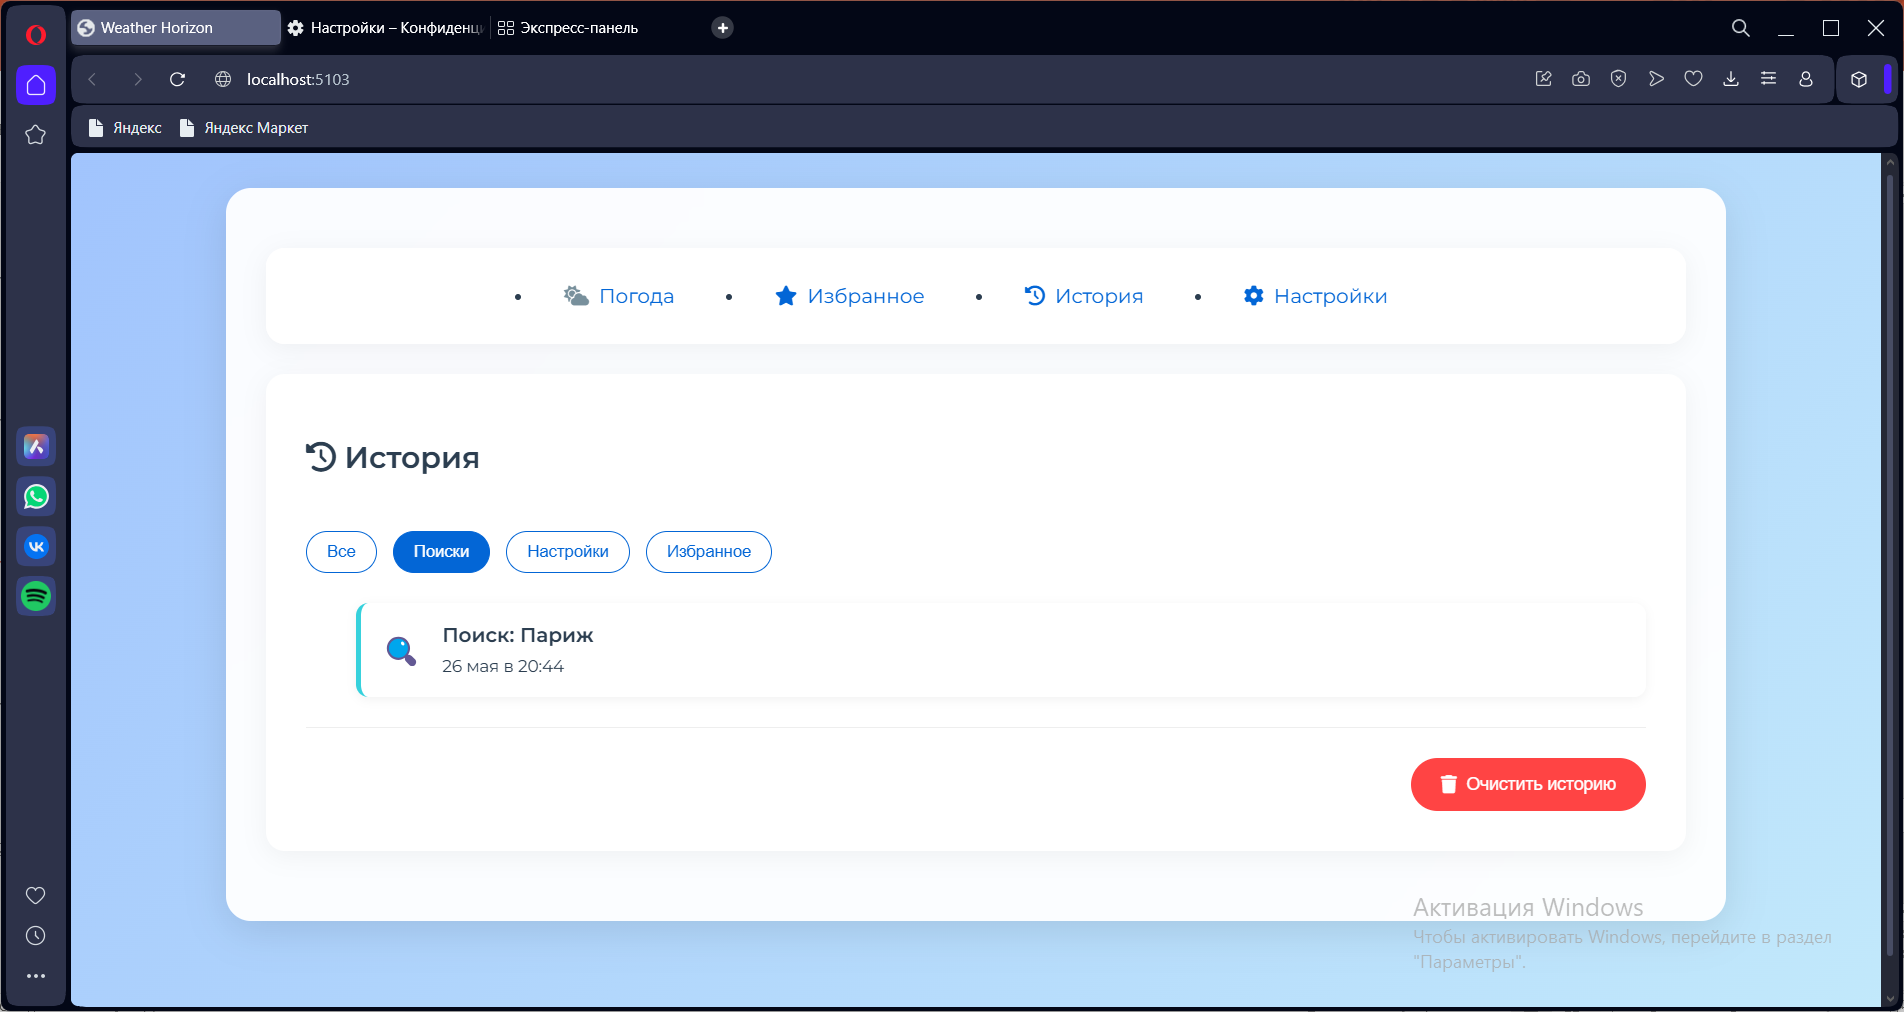 Weather Horizon
Настройки – Конфиденци
Экспресс-панель
localhost:5103
Яндекс
Яндекс Маркет
Погода
Избранное
История
Настройки
История
Все
Поиски
Настройки
Избранное
Поиск: Париж
26 мая в 20:44
Очистить историю
Активация Windows
Чтобы активировать Windows, перейдите в раздел
"Параметры".